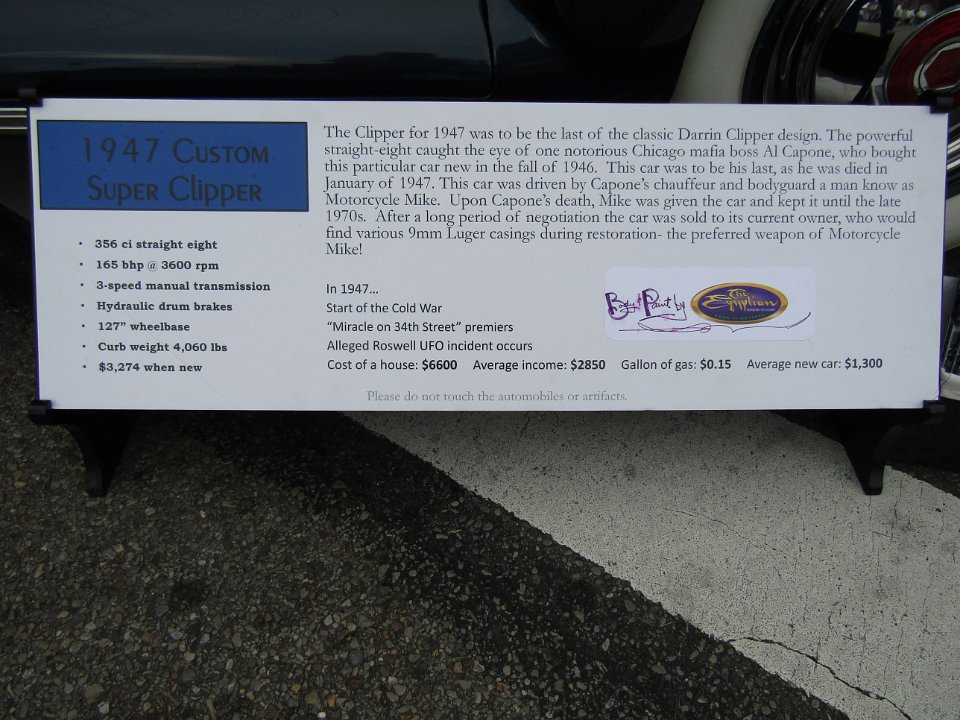 1947 CUSTOM
SUPER CLIPPER
• 356 ci straight eight
• 165 bhp @ 3600 rpm
• 3-speed manual transmission
• Hydraulic drum brakes
• 127” wheelbase
• Curb weight 4,060 lbs
• $3,274 when new
The Clipper for 1947 was to be the last of the classic Darrin Clipper design. The powerful
straight-eight caught the eye of one notorious Chicago mafia boss Al Capone, who bought
this particular car new in the fall of 1946. This car was to be his last, as he was died in
January of 1947. This car was driven by Capone’s chauffeur and bodyguard a man know as
Motorcycle Mike. Upon Capone’s death, Mike was given the car and kept it until the late
1970s. After a long period of negotiation the car was sold to its current owner, who would
find various 9mm Luger casings during restoration- the preferred weapon of Motorcycle
Mike!
In 1947…
Start of the Cold War
“Miracle on 34th Street” premiers
Alleged Roswell UFO incident occurs
Cost of a house: $6600 Average income: $2850 Gallon of gas: $0.15 Average new car: $1,300
Body & Paint by
The
Egyptian
Please do not touch the automobiles or artifacts.